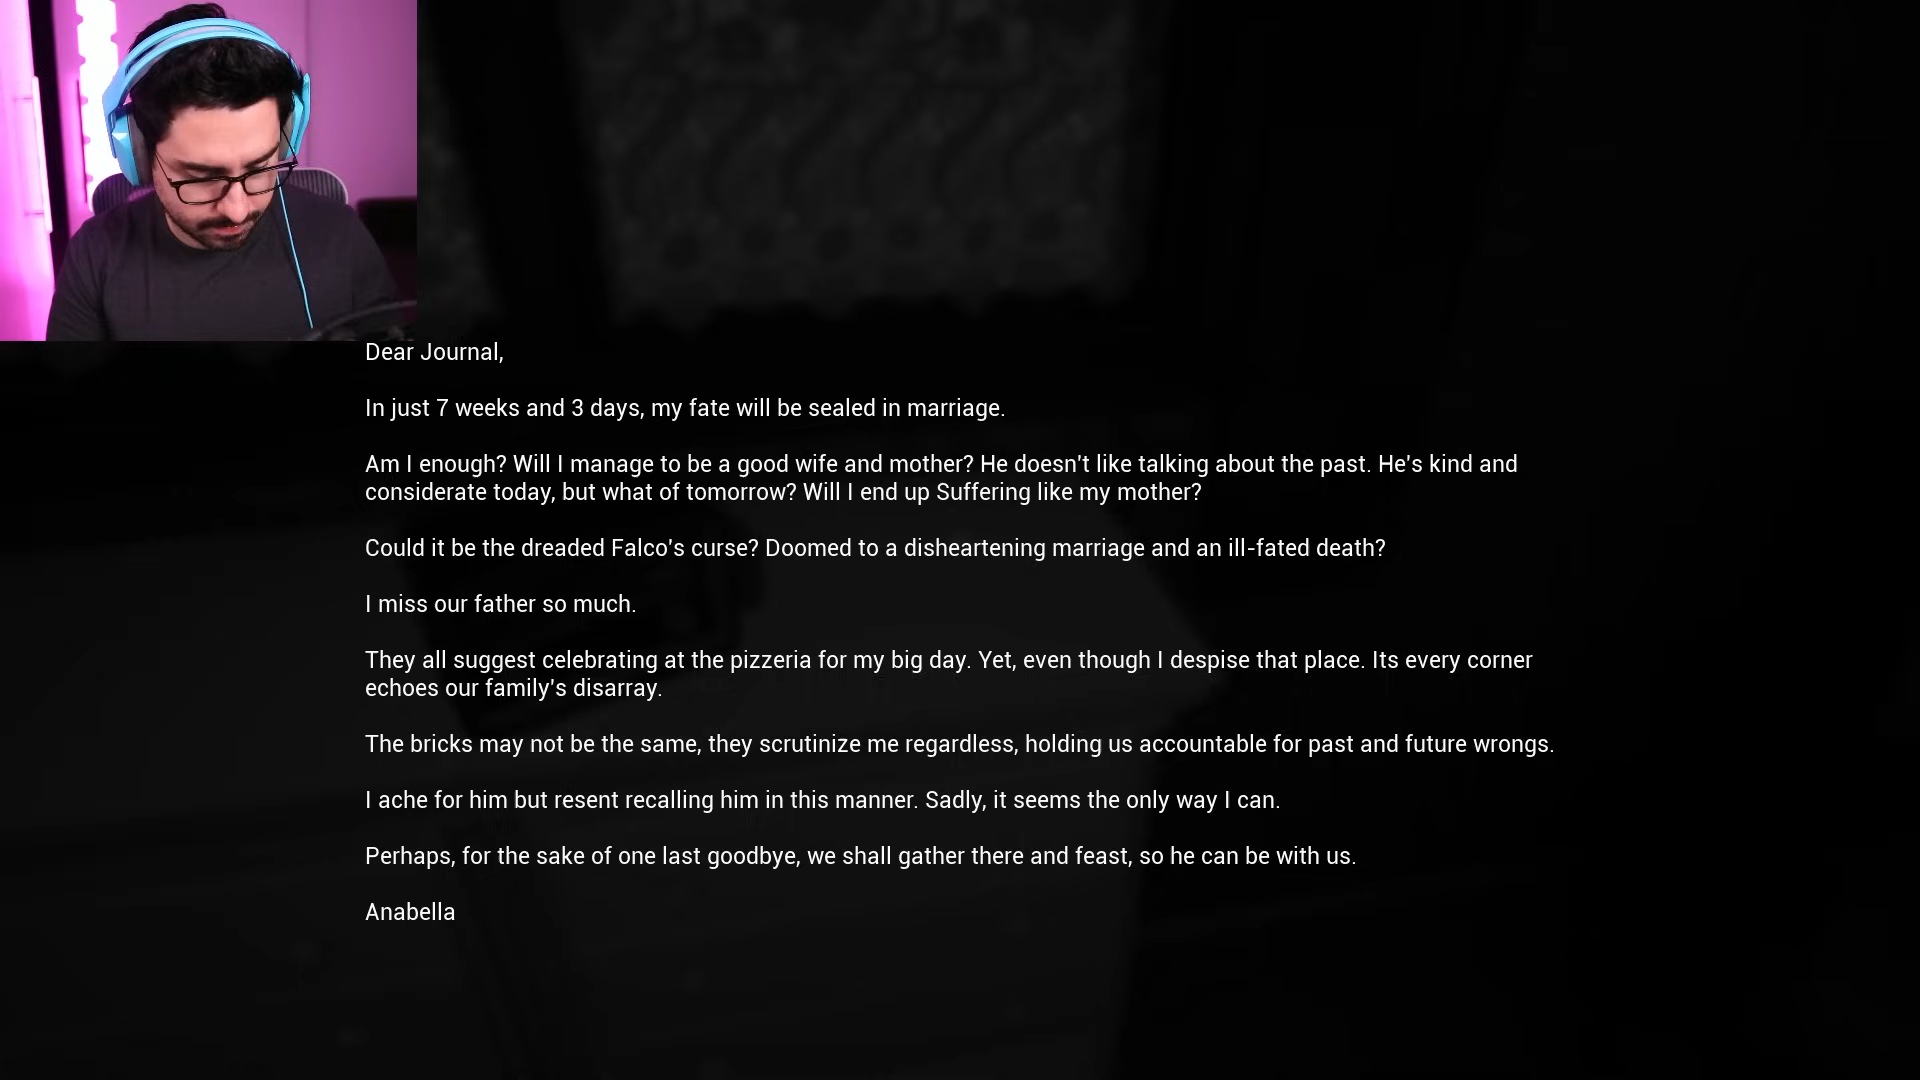 Dear Journal,
In just 7 weeks and 3 days, my fate will be sealed in marriage.
Am I enough? Will I manage to be a good wife and mother? He doesn't like talking about the past. He's kind and
considerate today, but what of tomorrow? Will I end up Suffering like my mother?
Could it be the dreaded Falco's curse? Doomed to a disheartening marriage and an ill-fated death?
I miss our father so much.
They all suggest celebrating at the pizzeria for my big day. Yet, even though I despise that place. Its every corner
echoes our family's disarray.
The bricks may not be the same, they scrutinize me regardless, holding us accountable for past and future wrongs.
I ache for him but resent recalling him in this manner. Sadly, it seems the only way I can.
Perhaps, for the sake of one last goodbye, we shall gather there and feast, so he can be with us.
Anabella